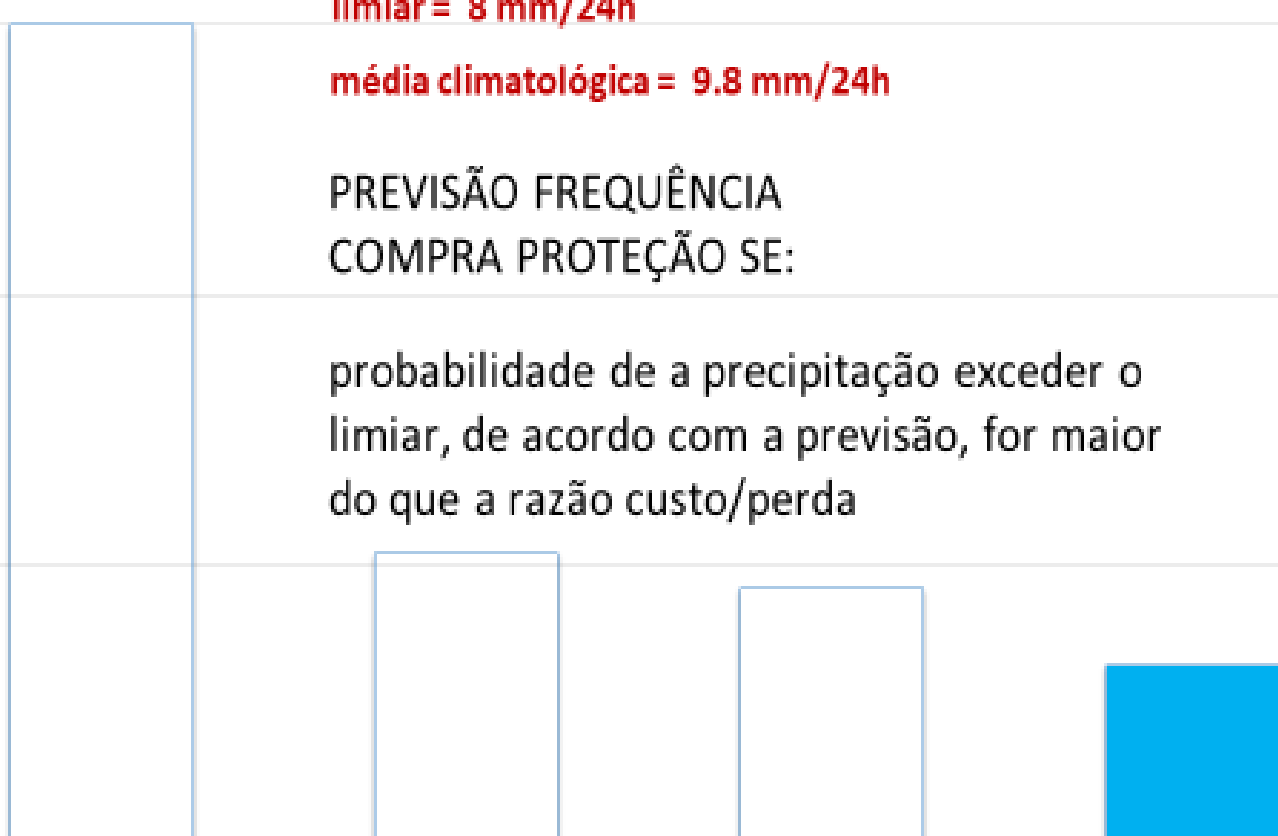 limiar = 8 mm/24h
média climatológica = 9.8 mm/24h
PREVISÃO FREQUÊNCIA
COMPRA PROTEÇÃO SE:
probabilidade de a precipitação exceder o
limiar, de acordo com a previsão, for maior
do que a razão custo/perda